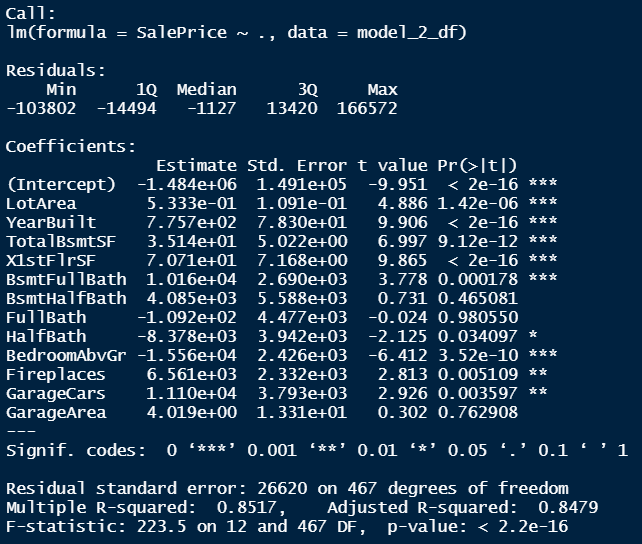 Call:
lm(formula = SalePrice ~ ., data = model_2_df)
Residuals:
    Min      1Q  Median      3Q     Max
-103802  -14494   -1127   13420  166572
Coefficients:
               Estimate Std. Error t value Pr(>|t|)
(Intercept)  -1.484e+06  1.491e+05  -9.951  < 2e-16 ***
LotArea       5.333e-01  1.091e-01   4.886 1.42e-06 ***
YearBuilt     7.757e+02  7.830e+01   9.906  < 2e-16 ***
TotalBsmtSF   3.514e+01  5.022e+00   6.997 9.12e-12 ***
X1stFlrSF     7.071e+01  7.168e+00   9.865  < 2e-16 ***
BsmtFullBath  1.016e+04  2.690e+03   3.778 0.000178 ***
BsmtHalfBath  4.085e+03  5.588e+03   0.731 0.465081
FullBath     -1.092e+02  4.477e+03  -0.024 0.980550
HalfBath     -8.378e+03  3.942e+03  -2.125 0.034097 *
BedroomAbvGr -1.556e+04  2.426e+03  -6.412 3.52e-10 ***
Fireplaces    6.561e+03  2.332e+03   2.813 0.005109 **
GarageCars    1.110e+04  3.793e+03   2.926 0.003597 **
GarageArea    4.019e+00  1.331e+01   0.302 0.762908
---
Signif. codes:  0 ‘***’ 0.001 ‘**’ 0.01 ‘*’ 0.05 ‘.’ 0.1 ‘ ’ 1
Residual standard error: 26620 on 467 degrees of freedom
Multiple R-squared:  0.8517,    Adjusted R-squared:  0.8479
F-statistic: 223.5 on 12 and 467 DF,  p-value: < 2.2e-16